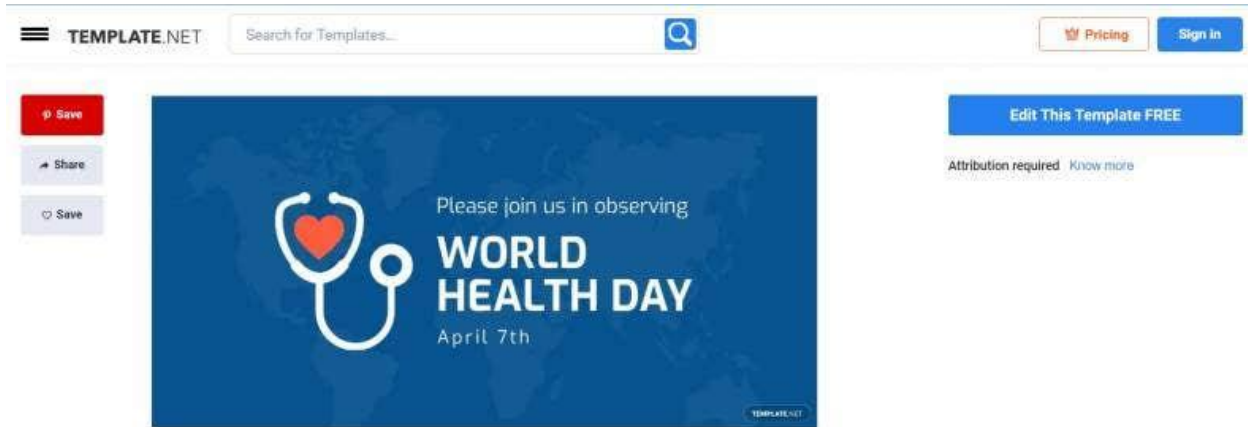 TEMPLATE.NET
Search for Templates...
Pricing
Sign in
Save
Share
Save
Please join us in observing
WORLD
HEALTH DAY
April 7th
TEMPLATE.NET
Edit This Template FREE
Attribution required Know more